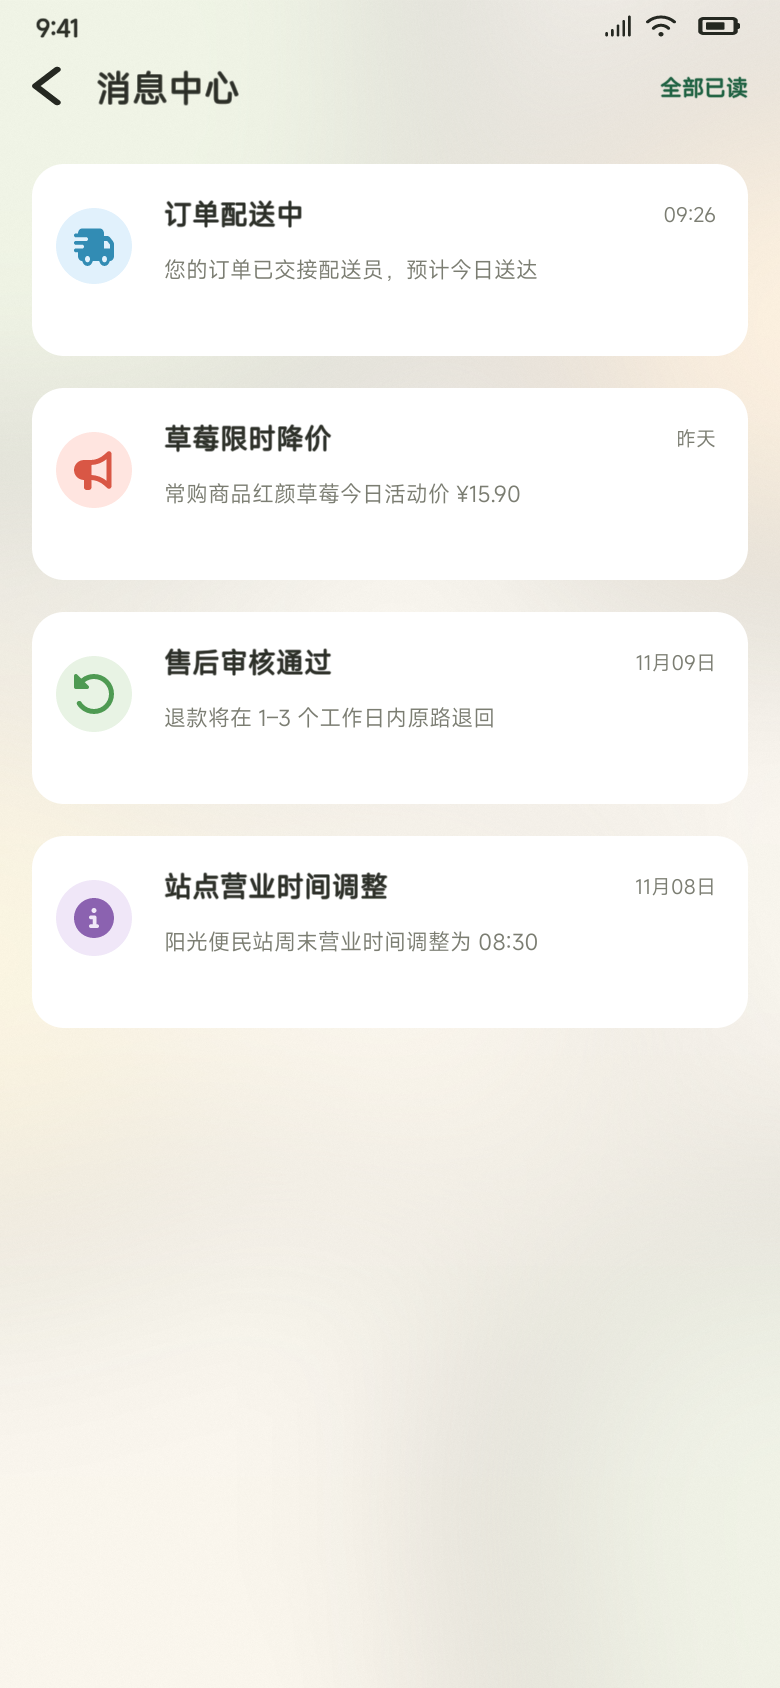 9:41
消息中心
全部已读
订单配送中
09:26
您的订单已交接配送员，预计今日送达
草莓限时降价
昨天
常购商品红颜草莓今日活动价 ¥15.90
售后审核通过
11月09日
退款将在 1-3 个工作日内原路退回
站点营业时间调整
11月08日
阳光便民站周末营业时间调整为 08:30